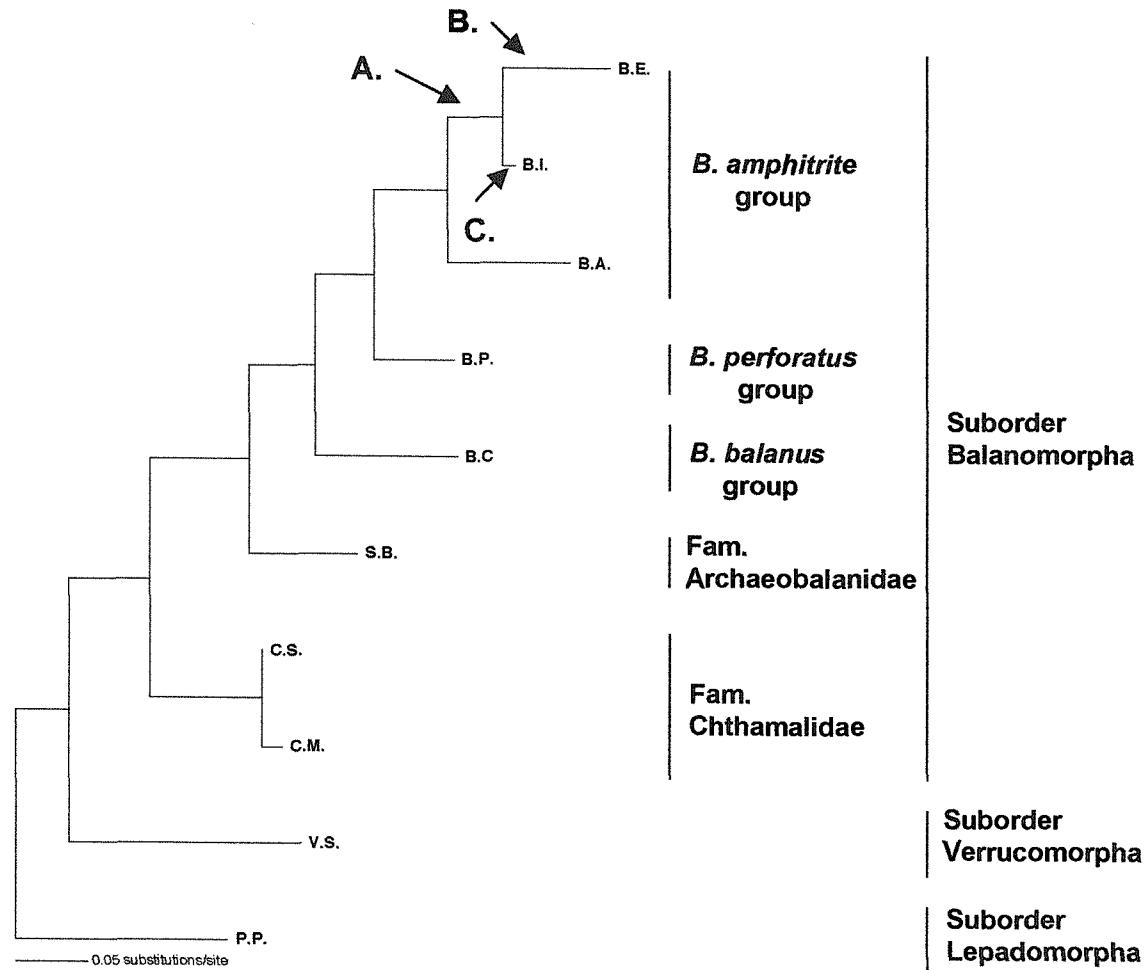 B.
A.
B.E.
B.I.
C.
B.A.
B. amphitrite
group
B.P.
B. perforatus
group
B.C
B. balanus
group
Suborder
Balanomorpha
S.B.
Fam.
Archaeobalanidae
C.S.
C.M.
Fam.
Chthamalidae
V.S.
Suborder
Verrucomorpha
P.P.
Suborder
Lepadomorpha
0.05 substitutions/site